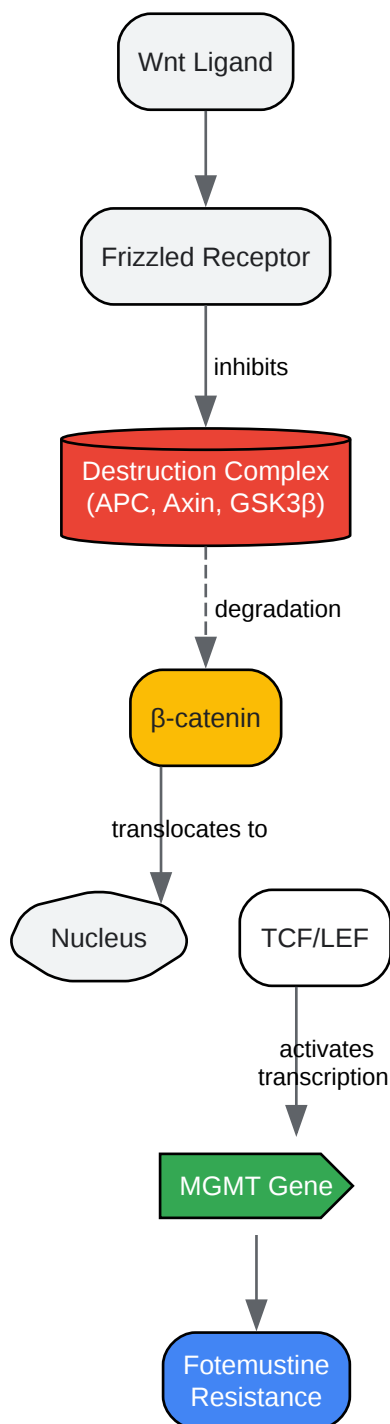 Wnt Ligand
Frizzled Receptor
inhibits
Destruction Complex
(APC, Axin, GSK3β)
degradation
β-catenin
translocates to
Nucleus
TCF/LEF
activates
transcription
MGMT Gene
Fotemustine
Resistance